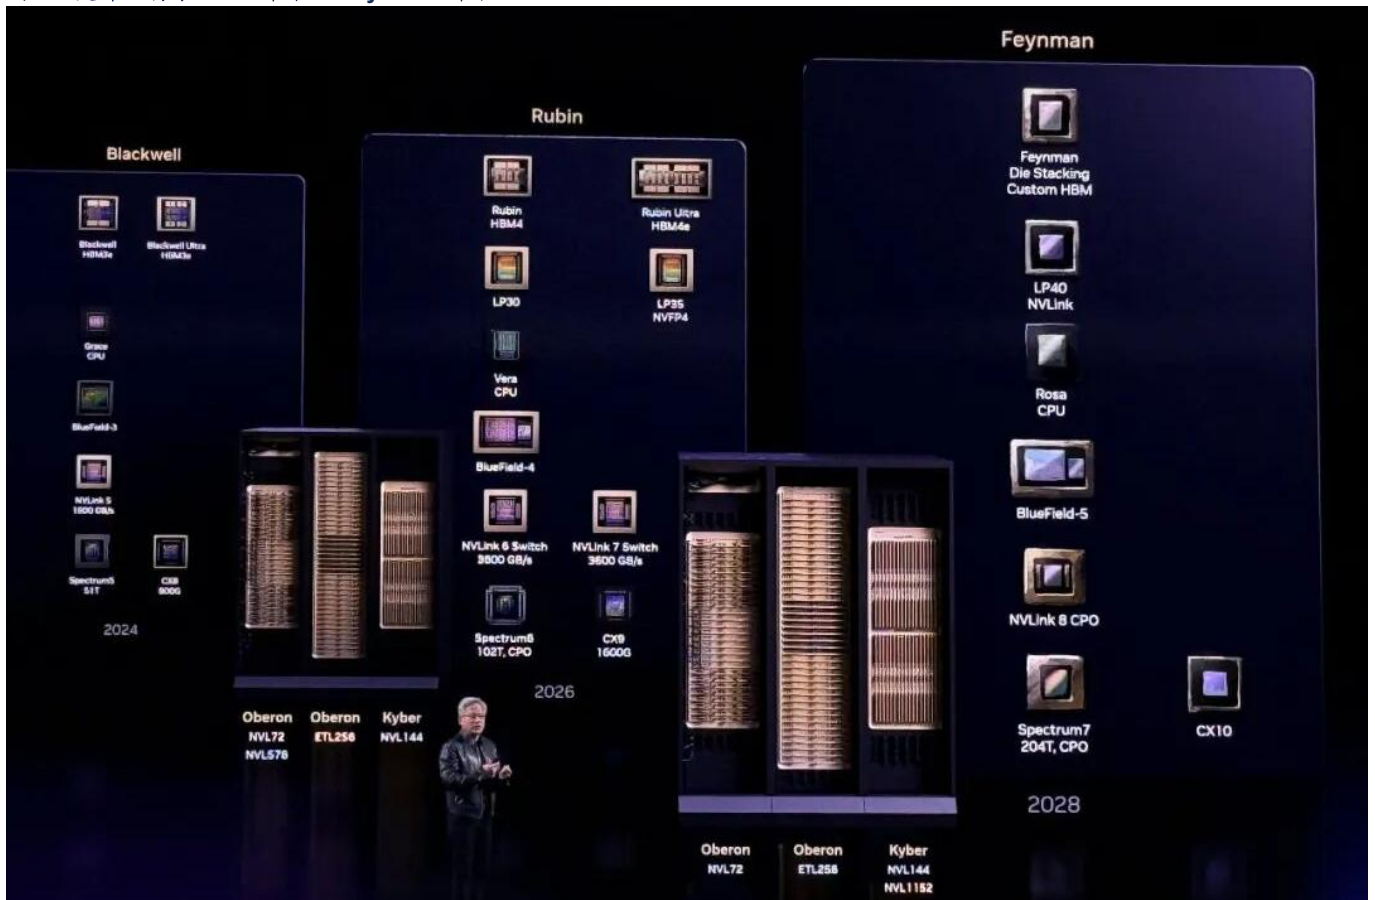 Feynman
Rubin
Blackwell
Blackwell
HBM3e
Blackwell Ultra
HBM3e
Grace
CPU
BlueField-3
NVLink 5
1800 GB/s
Spectrum5
51T
CX8
800G
2024
Rubin
HBM4
Rubin Ultra
HBM4e
LP30
LP35
NVFP4
Vera
CPU
BlueField-4
NVLink 6 Switch
3600 GB/s
NVLink 7 Switch
3600 GB/s
Spectrum6
102T, CPO
CX9
1600G
2026
Feynman
Die Stacking
Custom HBM
LP40
NVLink
Rosa
CPU
BlueField-5
NVLink 8 CPO
Spectrum7
204T, CPO
CX10
2028
Oberon
NVL72
NVL576
Oberon
ETL256
Kyber
NVL144
Oberon
NVL72
Oberon
ETL256
Kyber
NVL144
NVL1152